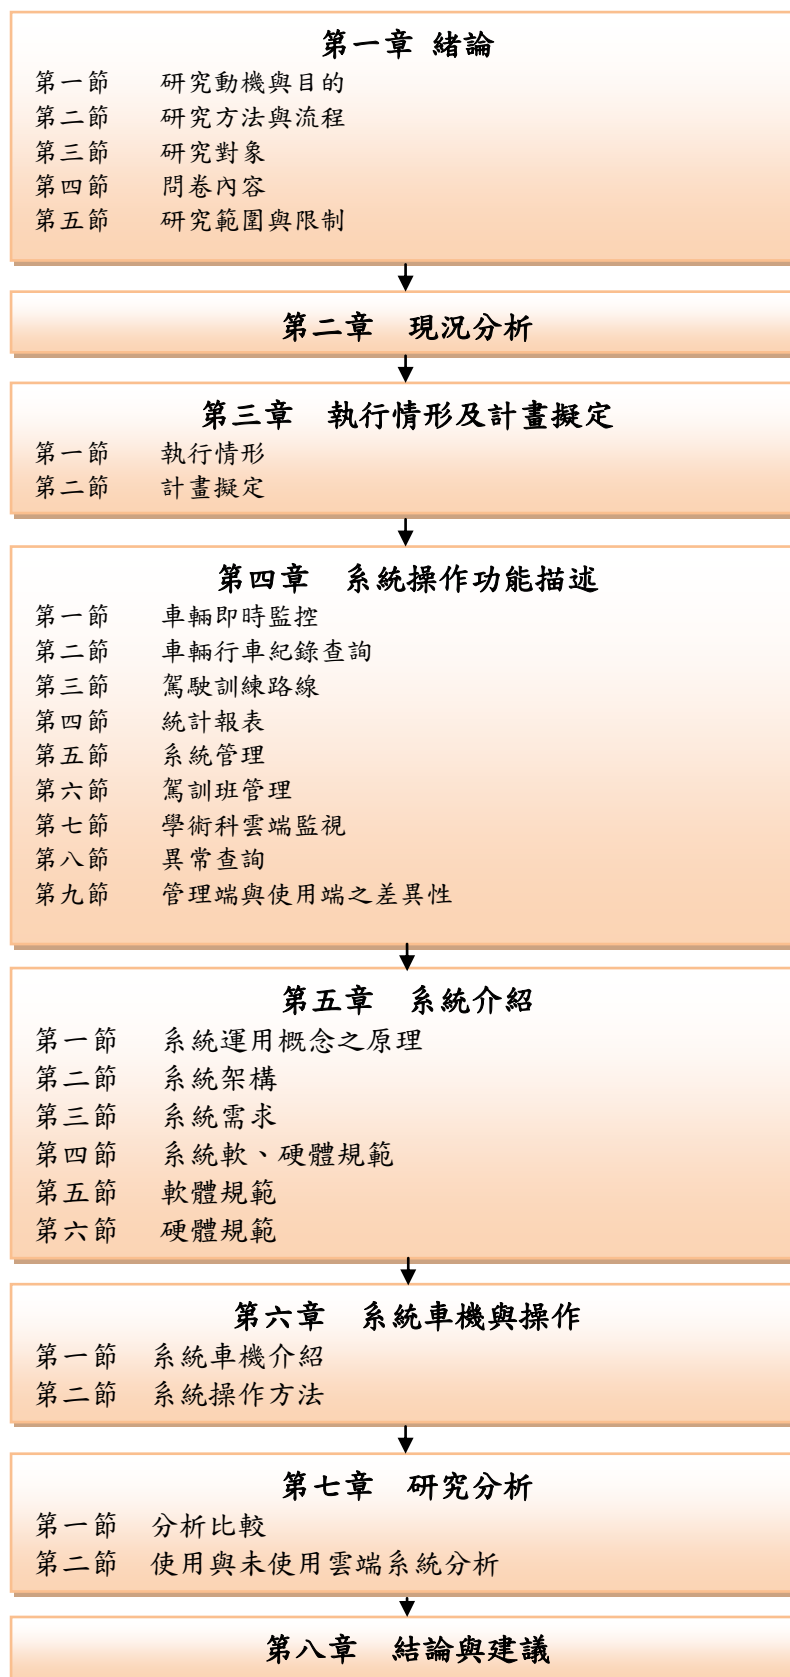 第一章 緒論
第一節 研究動機與目的
第二節 研究方法與流程
第三節 研究對象
第四節 問卷內容
第五節 研究範圍與限制
第二章 現況分析
第三章 執行情形及計畫擬定
第一節 執行情形
第二節 計畫擬定
第四章 系統操作功能描述
第一節 車輛即時監控
第二節 車輛行車紀錄查詢
第三節 駕駛訓練路線
第四節 統計報表
第五節 系統管理
第六節 駕訓班管理
第七節 學術科雲端監視
第八節 異常查詢
第九節 管理端與使用端之差異性
第五章 系統介紹
第一節 系統運用概念之原理
第二節 系統架構
第三節 系統需求
第四節 系統軟、硬體規範
第五節 軟體規範
第六節 硬體規範
第六章 系統車機與操作
第一節 系統車機介紹
第二節 系統操作方法
第七章 研究分析
第一節 分析比較
第二節 使用與未使用雲端系統分析
第八章 結論與建議